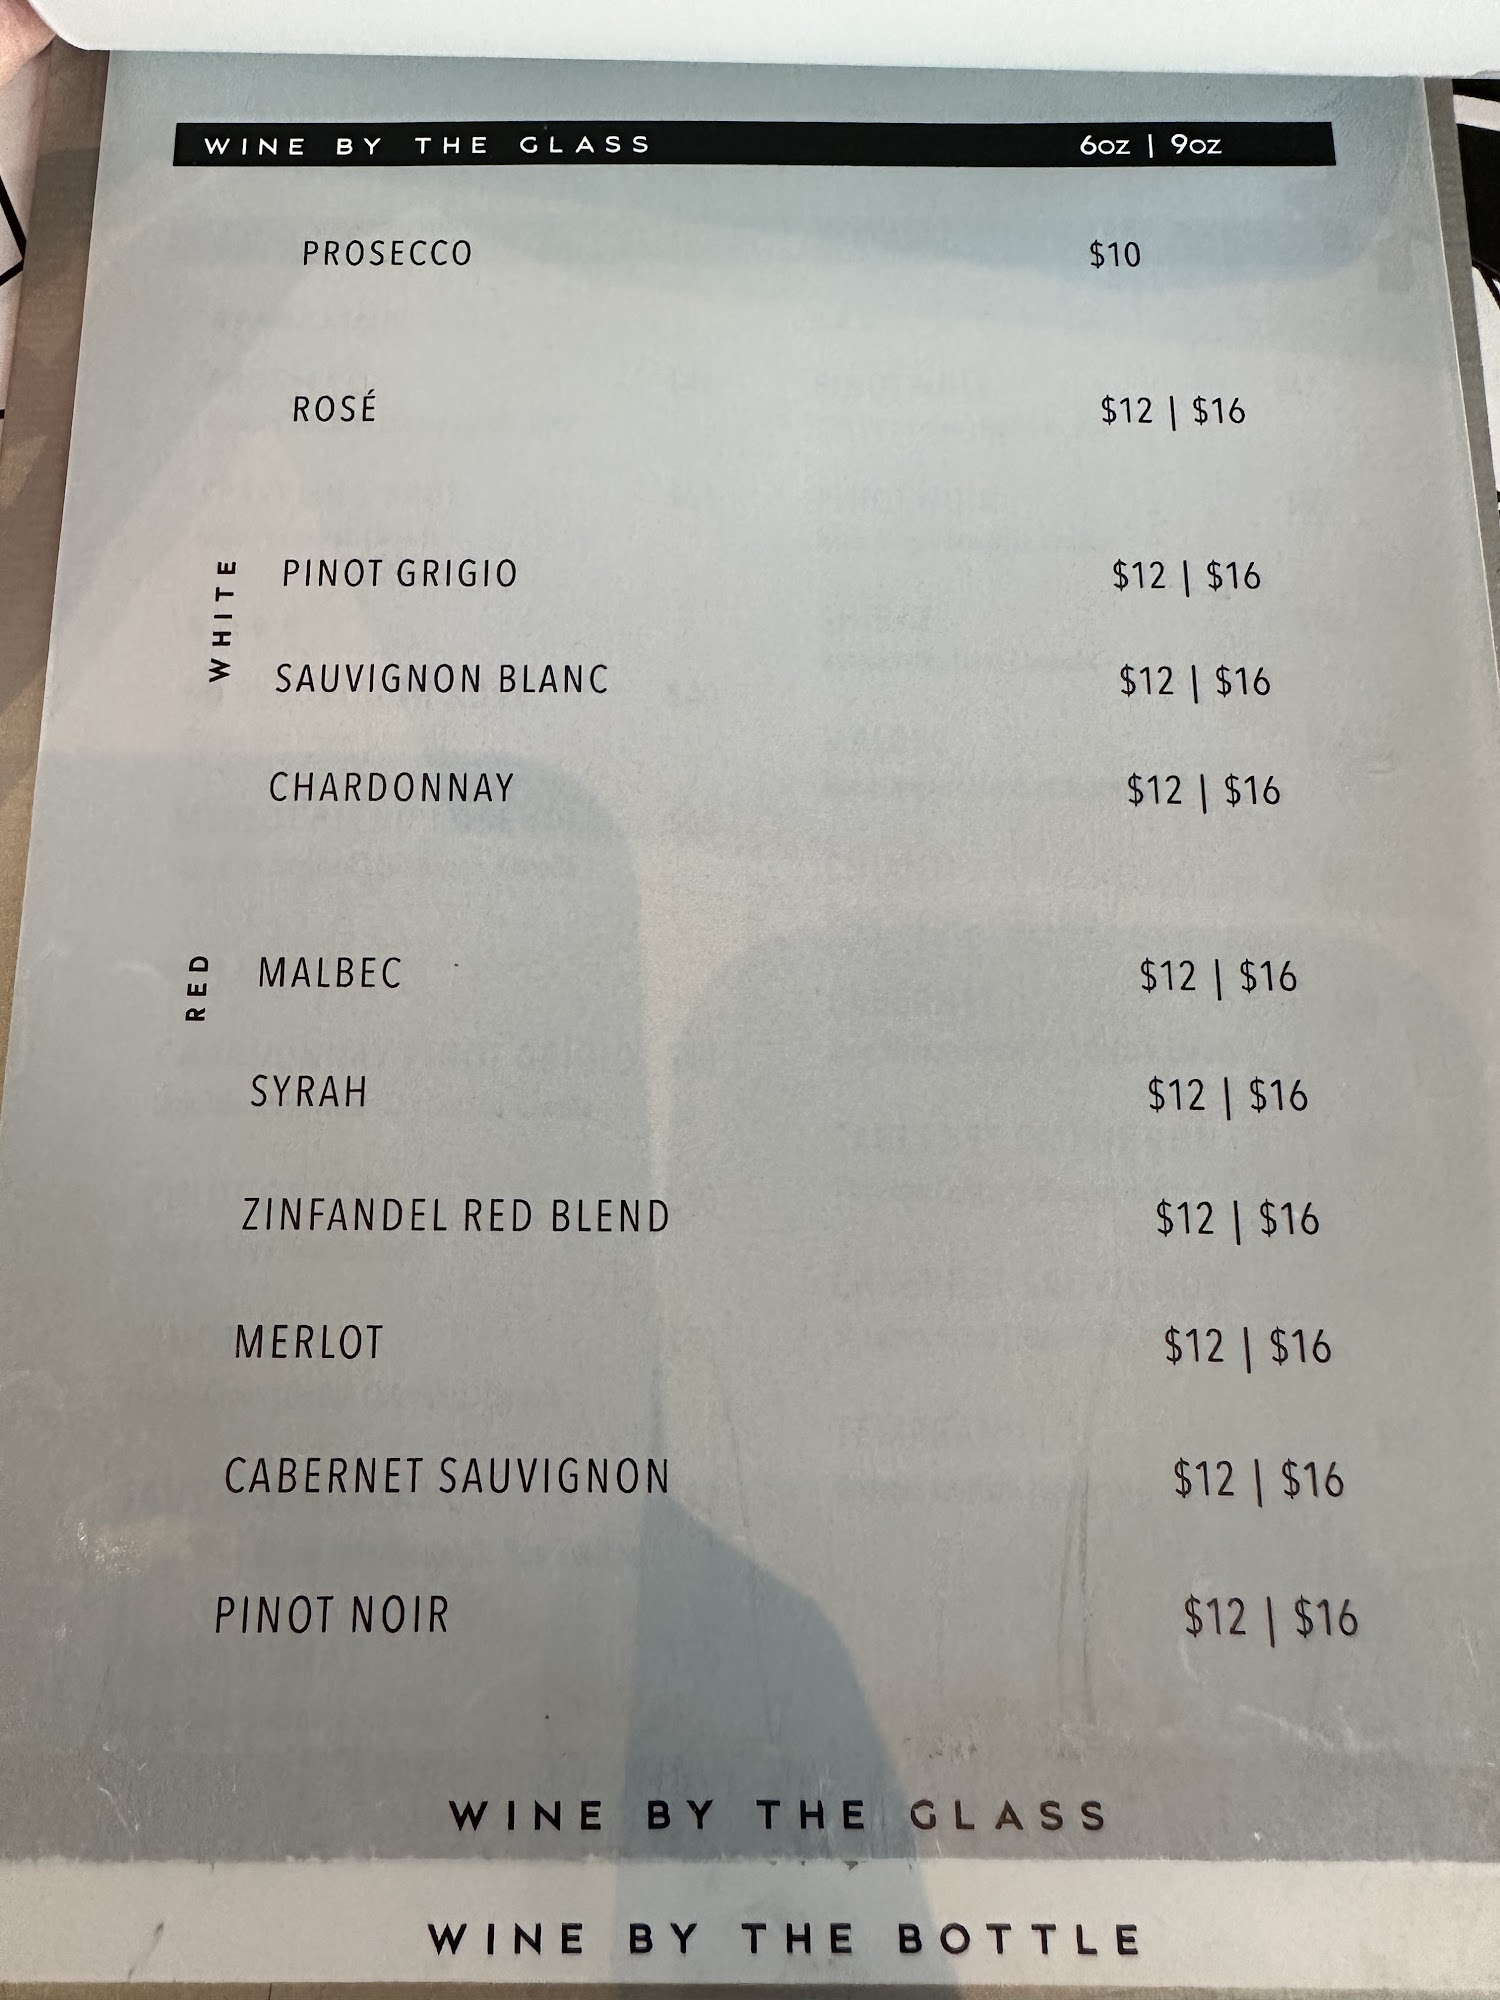 WINE BY THE GLASS 6oz | 9oz
PROSECCO $10
ROSÉ $12 | $16
WHITE
PINOT GRIGIO $12 | $16
SAUVIGNON BLANC $12 | $16
CHARDONNAY $12 | $16
RED
MALBEC $12 | $16
SYRAH $12 | $16
ZINFANDEL RED BLEND $12 | $16
MERLOT $12 | $16
CABERNET SAUVIGNON $12 | $16
PINOT NOIR $12 | $16
WINE BY THE GLASS
WINE BY THE BOTTLE